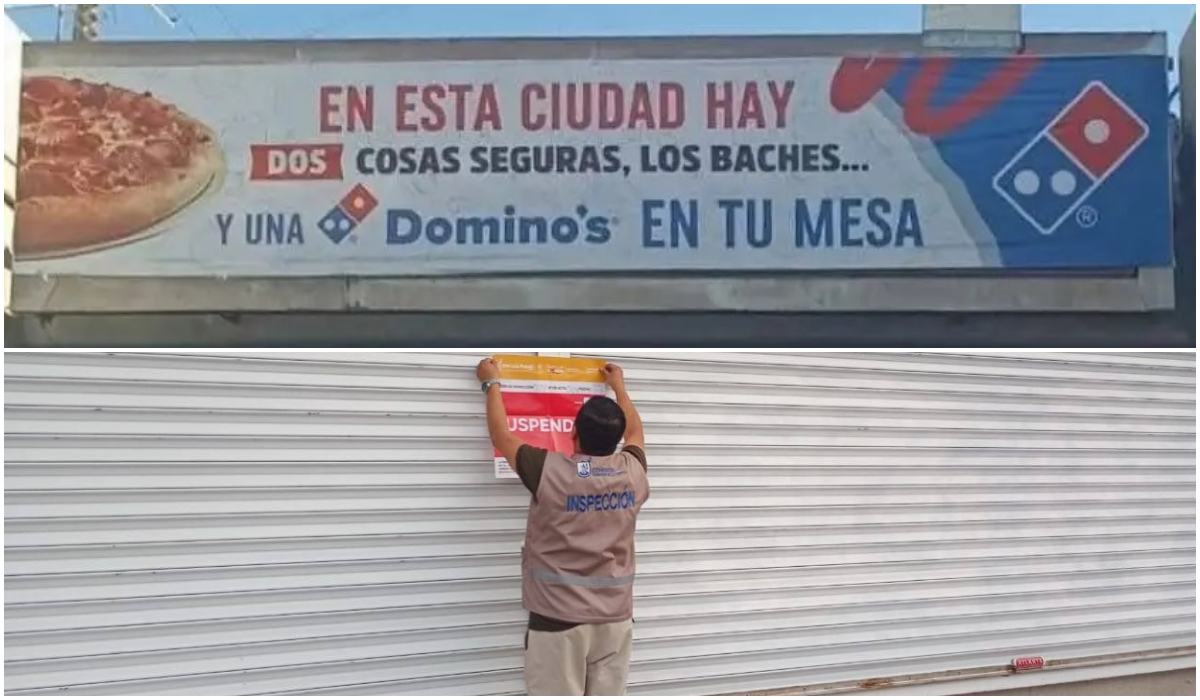 EN ESTA CIUDAD HAY
DOS COSAS SEGURAS, LOS BACHES...
Y UNA Domino's EN TU MESA
®
USPEND
INSPECCIÓN